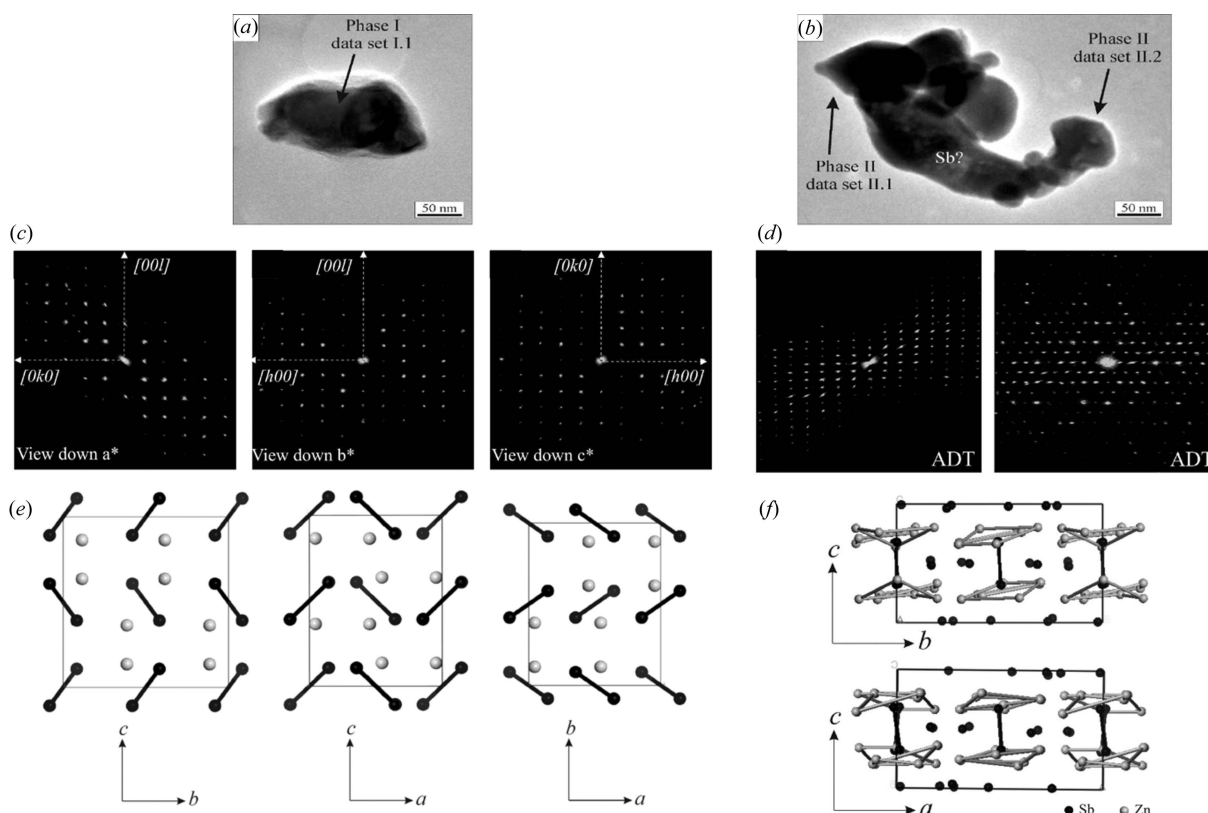 (a)
Phase I
data set I.1
50 nm
(b)
Phase II
data set II.2
Sb?
Phase II
data set II.1
50 nm
(c)
[00l]
[0k0]
View down a*
[00l]
[h00]
View down b*
[0k0]
[h00]
View down c*
(d)
ADT
ADT
(e)
c
b
c
a
b
a
(f)
c
b
c
a
Sb Zn